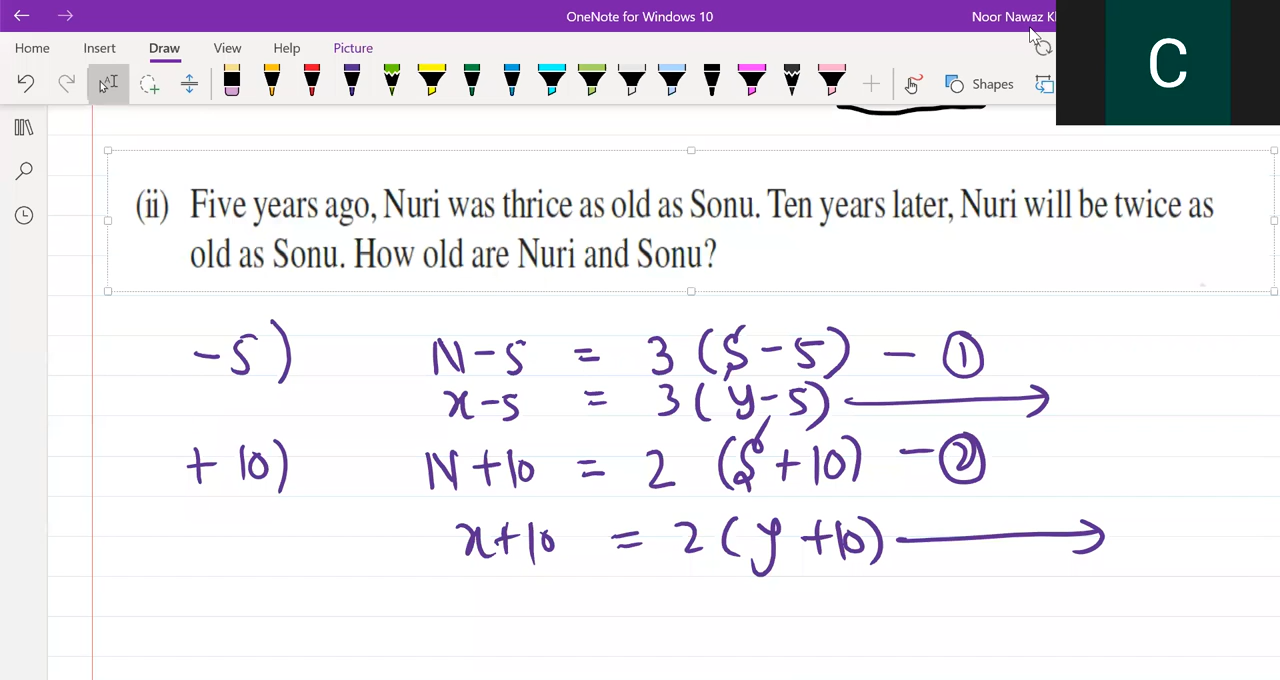 OneNote for Windows 10
Noor Nawaz Kl
Home Insert Draw View Help Picture
Shapes
C
(ii) Five years ago, Nuri was thrice as old as Sonu. Ten years later, Nuri will be twice as
old as Sonu. How old are Nuri and Sonu?
-5) N-5 = 3 (S-5) - ①
x-5 = 3(y-5) →
+10) N+10 = 2 (S+10) - ②
x+10 = 2(y+10) →